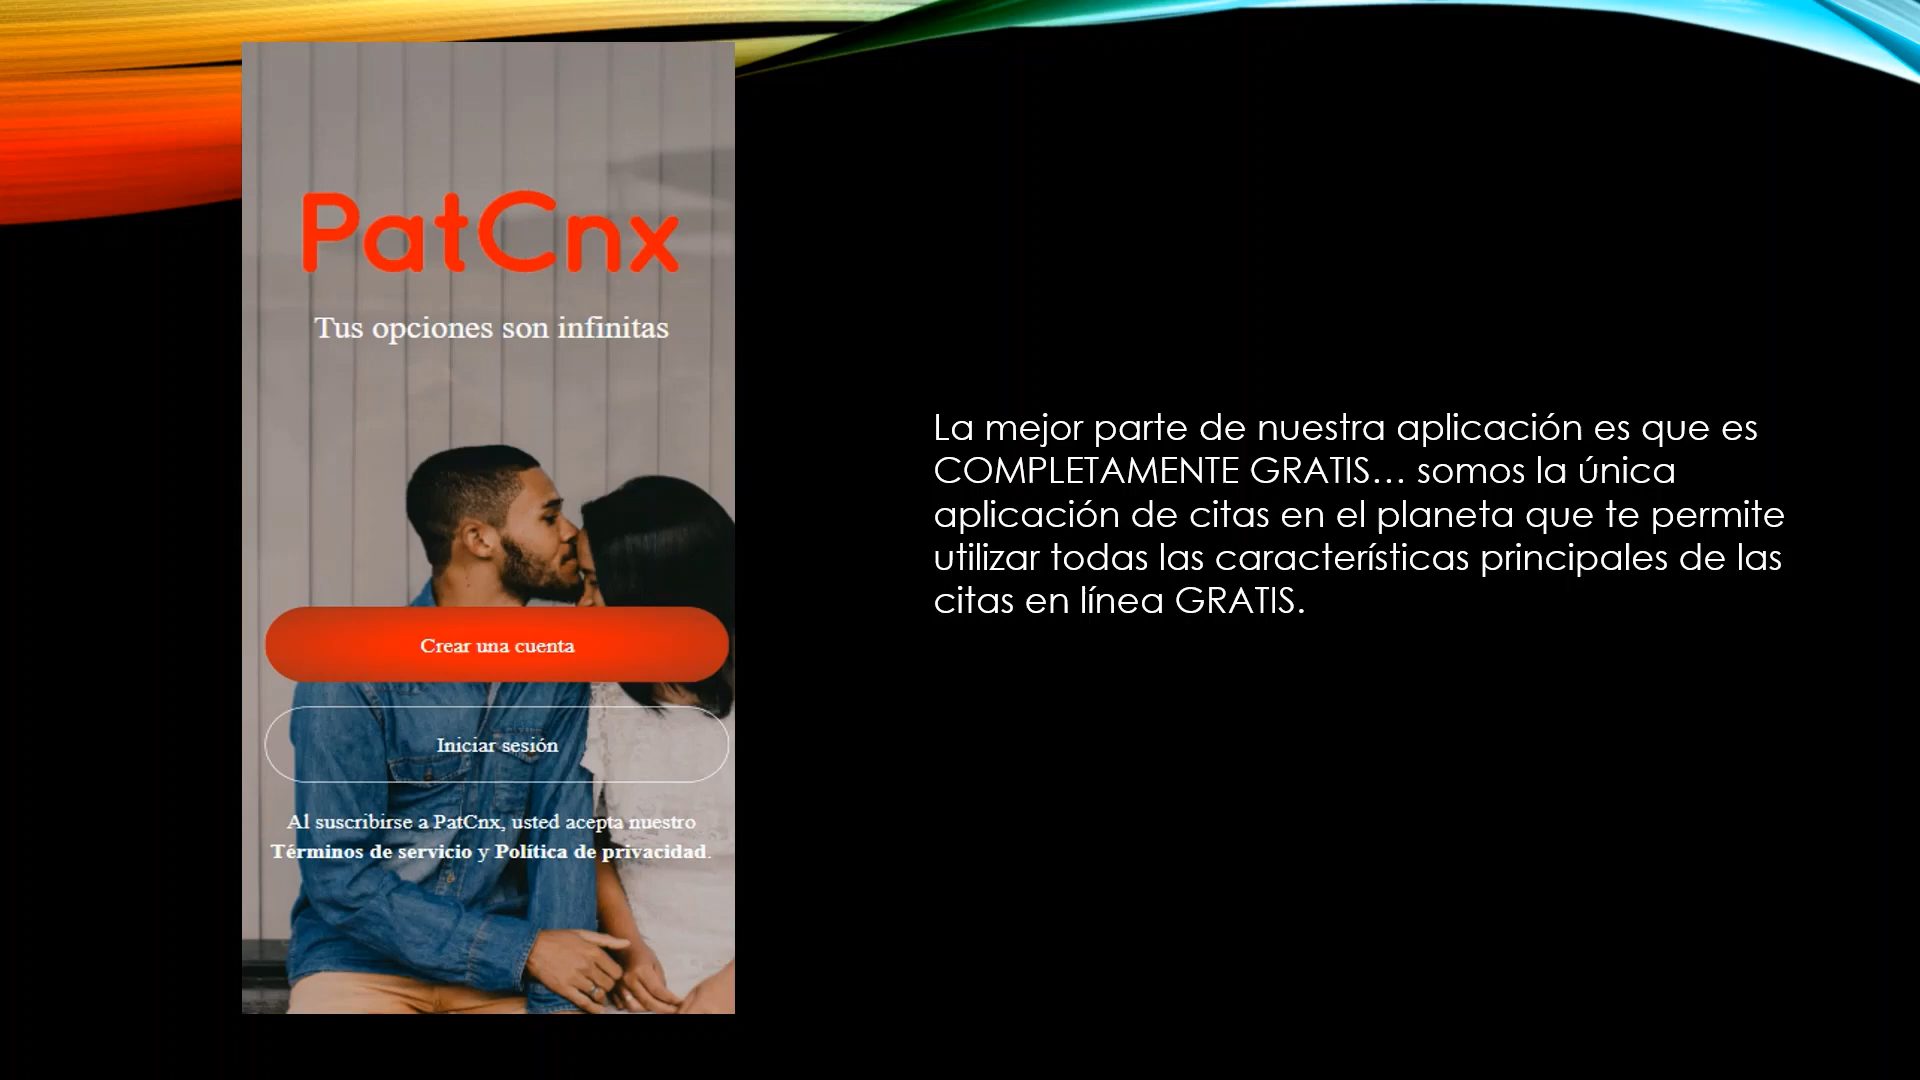 PatCnx
Tus opciones son infinitas
Crear una cuenta
Iniciar sesión
Al suscribirse a PatCnx, usted acepta nuestro
Términos de servicio y Política de privacidad.
La mejor parte de nuestra aplicación es que es
COMPLETAMENTE GRATIS... somos la única
aplicación de citas en el planeta que te permite
utilizar todas las características principales de las
citas en línea GRATIS.